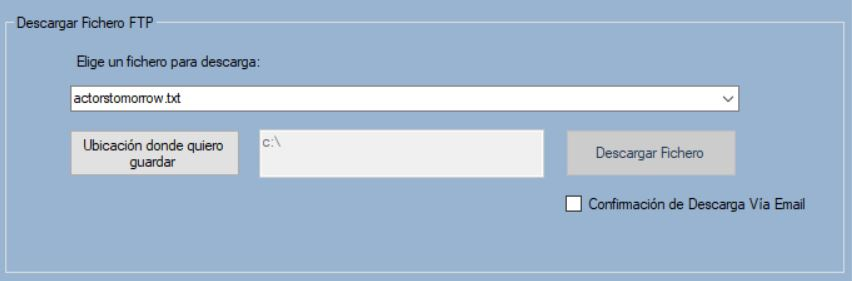 Descargar Fichero FTP
Elige un fichero para descarga:
actorstomorrow.txt
Ubicación donde quiero
guardar
c:\
Descargar Fichero
Confirmación de Descarga Vía Email